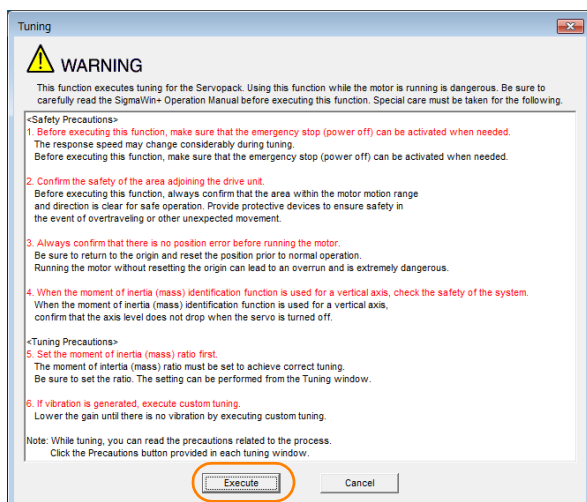 Tuning
WARNING
This function executes tuning for the Servopack. Using this function while the motor is running is dangerous. Be sure to
carefully read the SigmaWin+ Operation Manual before executing this function. Special care must be taken for the following.
<Safety Precautions>
1. Before executing this function, make sure that the emergency stop (power off) can be activated when needed.
The response speed may change considerably during tuning.
Before executing this function, make sure that the emergency stop (power off) can be activated when needed.
2. Confirm the safety of the area adjoining the drive unit.
Before executing this function, always confirm that the area within the motor motion range
and direction is clear for safe operation. Provide protective devices to ensure safety in
the event of overtraveling or other unexpected movement.
3. Always confirm that there is no position error before running the motor.
Be sure to return to the origin and reset the position prior to normal operation.
Running the motor without resetting the origin can lead to an overrun and is extremely dangerous.
4. When the moment of inertia (mass) identification function is used for a vertical axis, check the safety of the system.
When the moment of inertia (mass) identification function is used for a vertical axis,
confirm that the axis level does not drop when the servo is turned off.
<Tuning Precautions>
5. Set the moment of inertia (mass) ratio first.
The moment of intertia (mass) ratio must be set to achieve correct tuning.
Be sure to set the ratio. The setting can be performed from the Tuning window.
6. If vibration is generated, execute custom tuning.
Lower the gain until there is no vibration by executing custom tuning.
Note: While tuning, you can read the precautions related to the process.
Click the Precautions button provided in each tuning window.
Execute Cancel